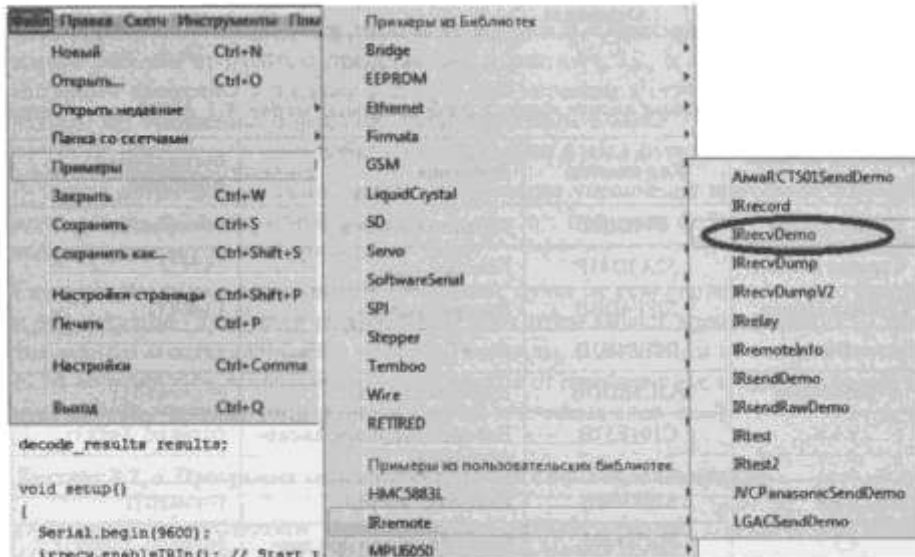 Файл Правка Скетч Инструменты
Новый Ctrl+N
Открыть... Ctrl+O
Открыть недавние
Папка со скетчами
Примеры
Закрыть Ctrl+W
Сохранить Ctrl+S
Сохранить как... Ctrl+Shift+S
Настройки страницы Ctrl+Shift+P
Печать Ctrl+P
Настройки Ctrl+Comma
Выход Ctrl+Q
decode_results results;
void setup()
{
Serial.begin(9600);
irrecv.enableIRIn(); // Start
Примеры из Библиотек
Bridge
EEPROM
Ethernet
Firmata
GSM
LiquidCrystal
SD
Servo
SoftwareSerial
SPI
Stepper
Temboo
Wire
RETIRED
Примеры из пользовательских библиотек
HMC5883L
IRremote
MPU6050
AiwaRCT501SendDemo
IRrecord
IRrecvDemo
IRrecvDump
IRrecvDumpV2
IRrelay
IRremoteInfo
IRsendDemo
IRsendRawDemo
IRtest
IRtest2
JVCPanasonicSendDemo
LGACSendDemo